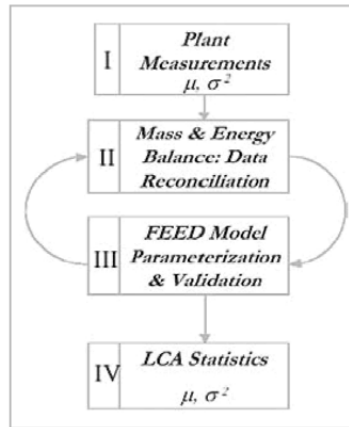 I
Plant
Measurements
μ, σ²
II
Mass & Energy
Balance: Data
Reconciliation
III
FEED Model
Parameterization
& Validation
IV
LCA Statistics
μ, σ²